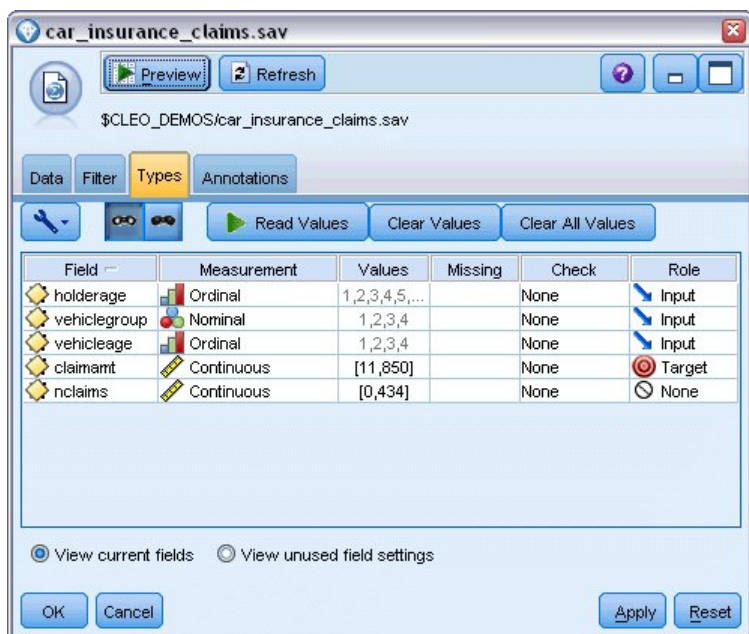 car_insurance_claims.sav
Preview Refresh
$CLEO_DEMOS/car_insurance_claims.sav
Data Filter Types Annotations
Read Values Clear Values Clear All Values
Field Measurement Values Missing Check Role
holderage Ordinal 1,2,3,4,5,... None Input
vehiclegroup Nominal 1,2,3,4 None Input
vehicleage Ordinal 1,2,3,4 None Input
claimamt Continuous [11,850] None Target
nclaims Continuous [0,434] None None
View current fields View unused field settings
OK Cancel Apply Reset